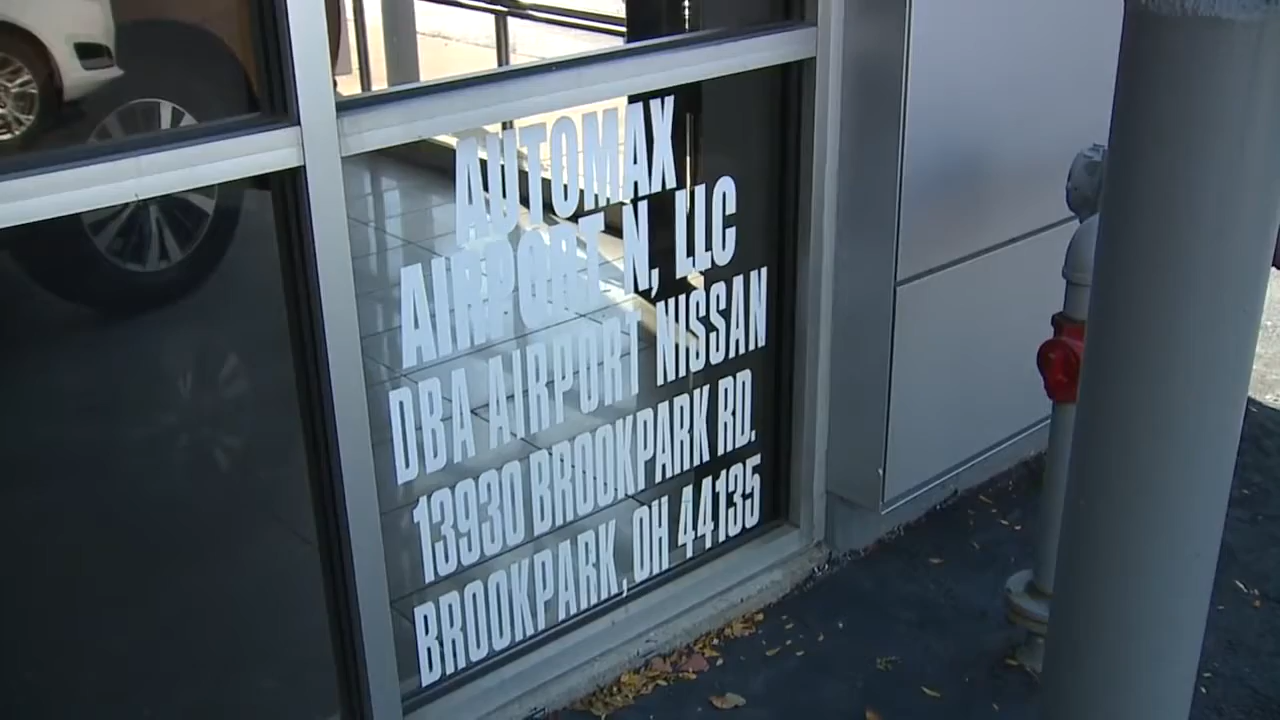 AUTOMAX
AIRPORT N, LLC
DBA AIRPORT NISSAN
13930 BROOKPARK RD.
BROOKPARK, OH 44135